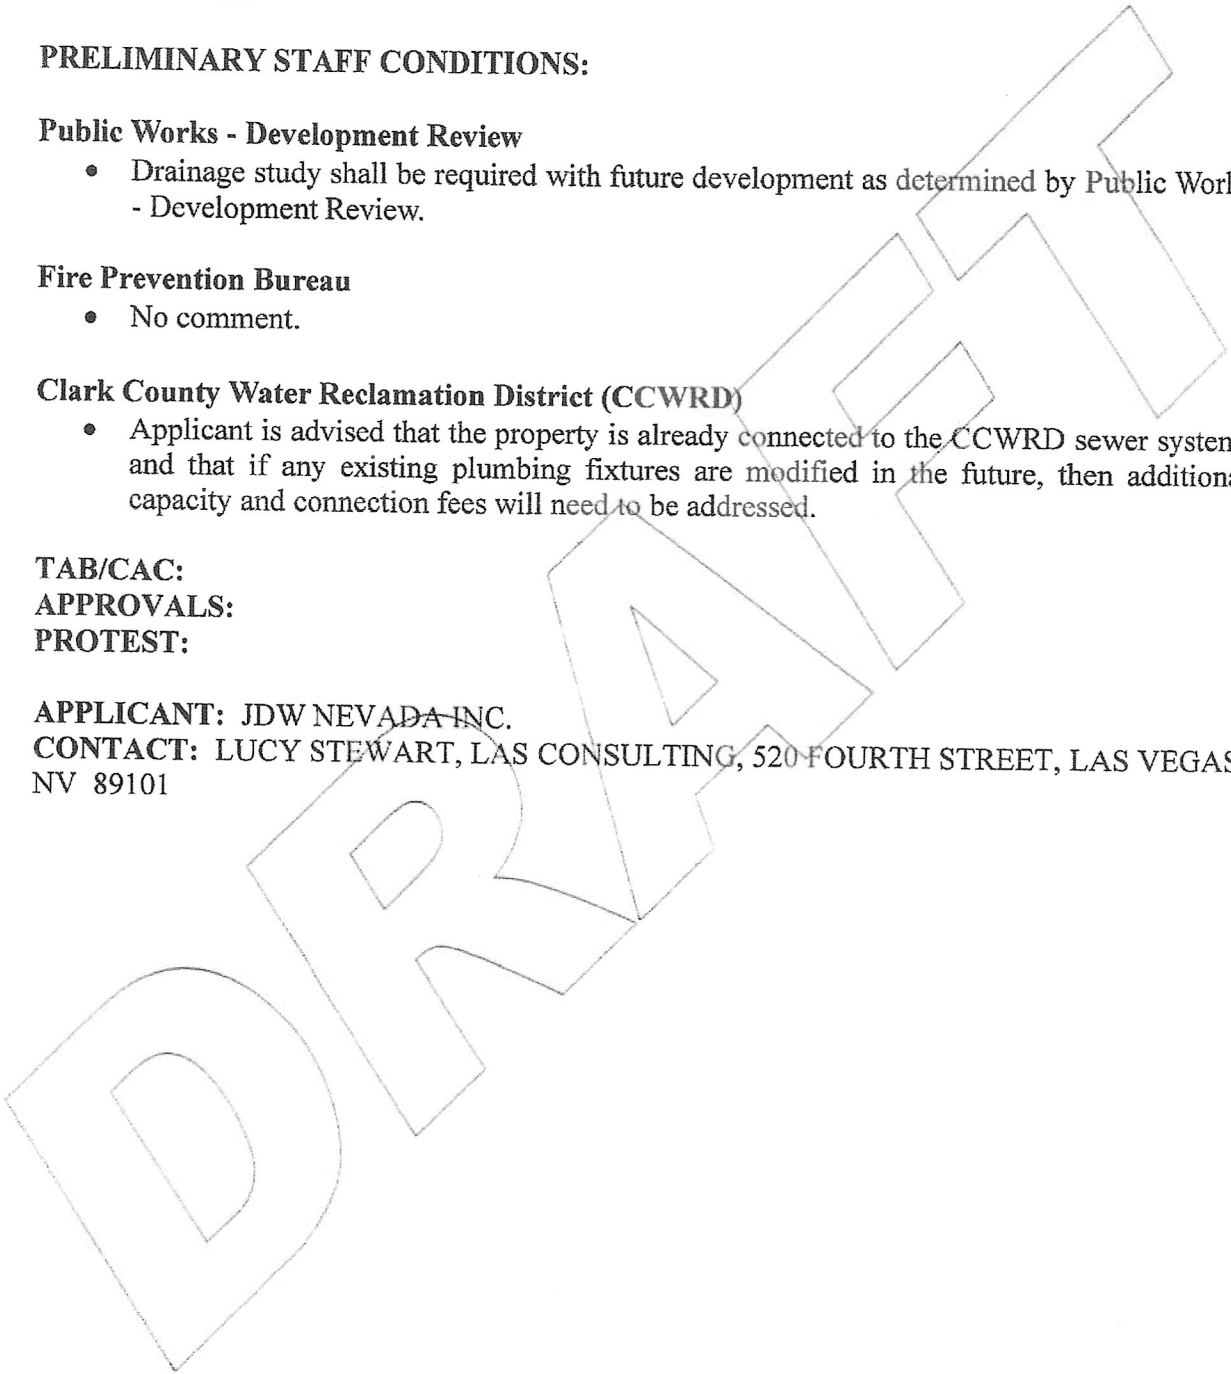 PRELIMINARY STAFF CONDITIONS:
Public Works - Development Review
• Drainage study shall be required with future development as determined by Public Wor
- Development Review.
Fire Prevention Bureau
• No comment.
Clark County Water Reclamation District (CCWRD)
• Applicant is advised that the property is already connected to the CCWRD sewer system
and that if any existing plumbing fixtures are modified in the future, then additiona
capacity and connection fees will need to be addressed.
TAB/CAC:
APPROVALS:
PROTEST:
APPLICANT: JDW NEVADA INC.
CONTACT: LUCY STEWART, LAS CONSULTING, 520 FOURTH STREET, LAS VEGAS
NV 89101
DRAFT